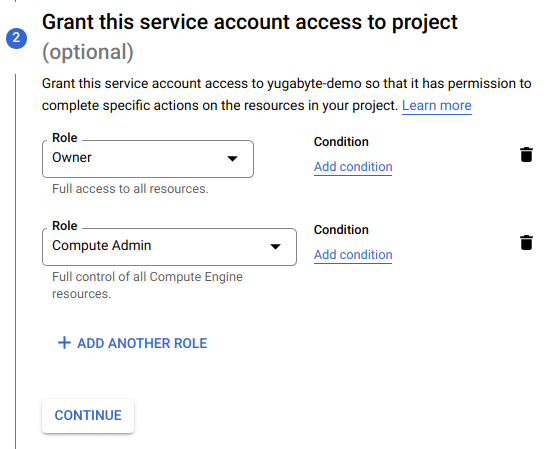 2
Grant this service account access to project
(optional)
Grant this service account access to yugabyte-demo so that it has permission to
complete specific actions on the resources in your project. Learn more
Role
Owner
Full access to all resources.
Condition
Add condition
Role
Compute Admin
Full control of all Compute Engine
resources.
Condition
Add condition
+ ADD ANOTHER ROLE
CONTINUE